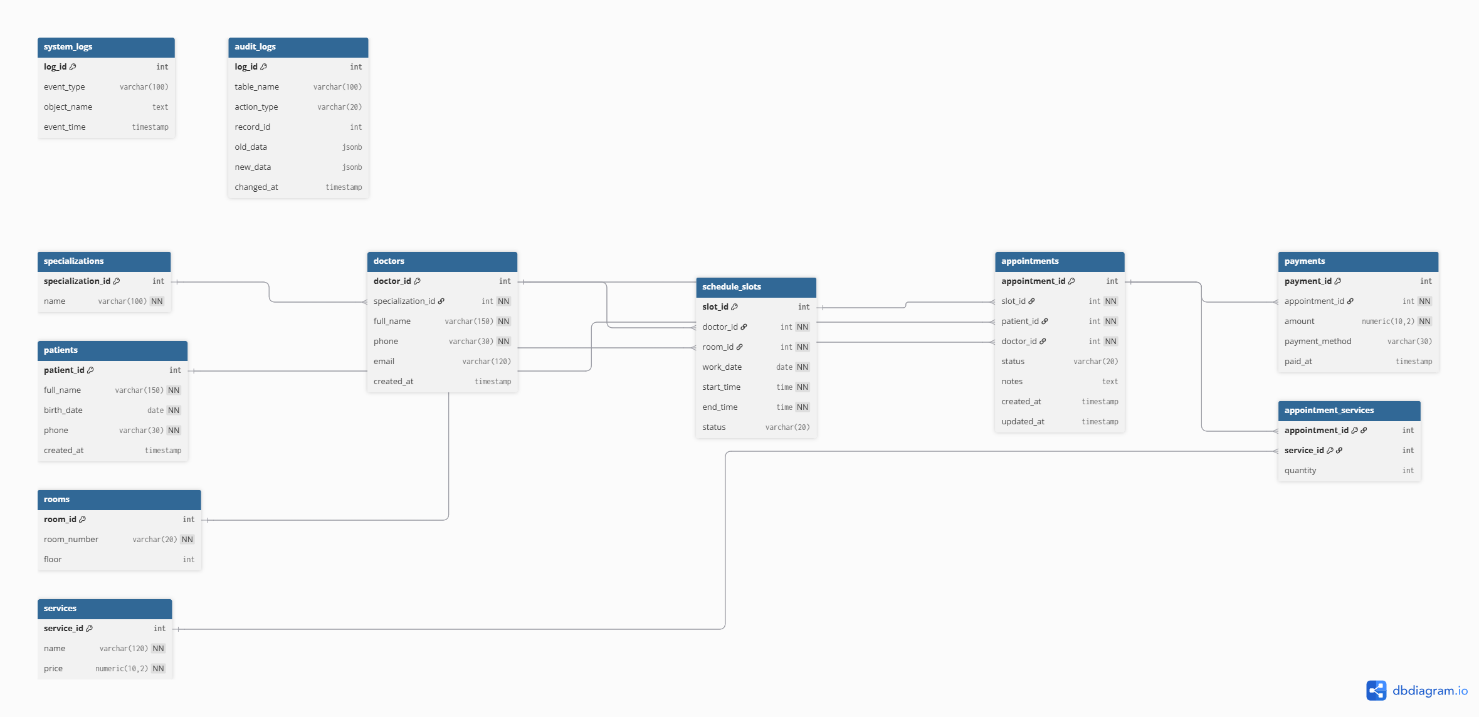 system_logs
log_id int
event_type varchar(100)
object_name text
event_time timestamp
audit_logs
log_id int
table_name varchar(100)
action_type varchar(20)
record_id int
old_data jsonb
new_data jsonb
changed_at timestamp
specializations
specialization_id int
name varchar(100) NN
patients
patient_id int
full_name varchar(150) NN
birth_date date NN
phone varchar(30) NN
created_at timestamp
rooms
room_id int
room_number varchar(20) NN
floor int
services
service_id int
name varchar(120) NN
price numeric(10,2) NN
doctors
doctor_id int
specialization_id int NN
full_name varchar(150) NN
phone varchar(30) NN
email varchar(120)
created_at timestamp
schedule_slots
slot_id int
doctor_id int NN
room_id int NN
work_date date NN
start_time time NN
end_time time NN
status varchar(20)
appointments
appointment_id int
slot_id int NN
patient_id int NN
doctor_id int NN
status varchar(20)
notes text
created_at timestamp
updated_at timestamp
payments
payment_id int
appointment_id int NN
amount numeric(10,2) NN
payment_method varchar(30)
paid_at timestamp
appointment_services
appointment_id int
service_id int
quantity int
dbdiagram.io